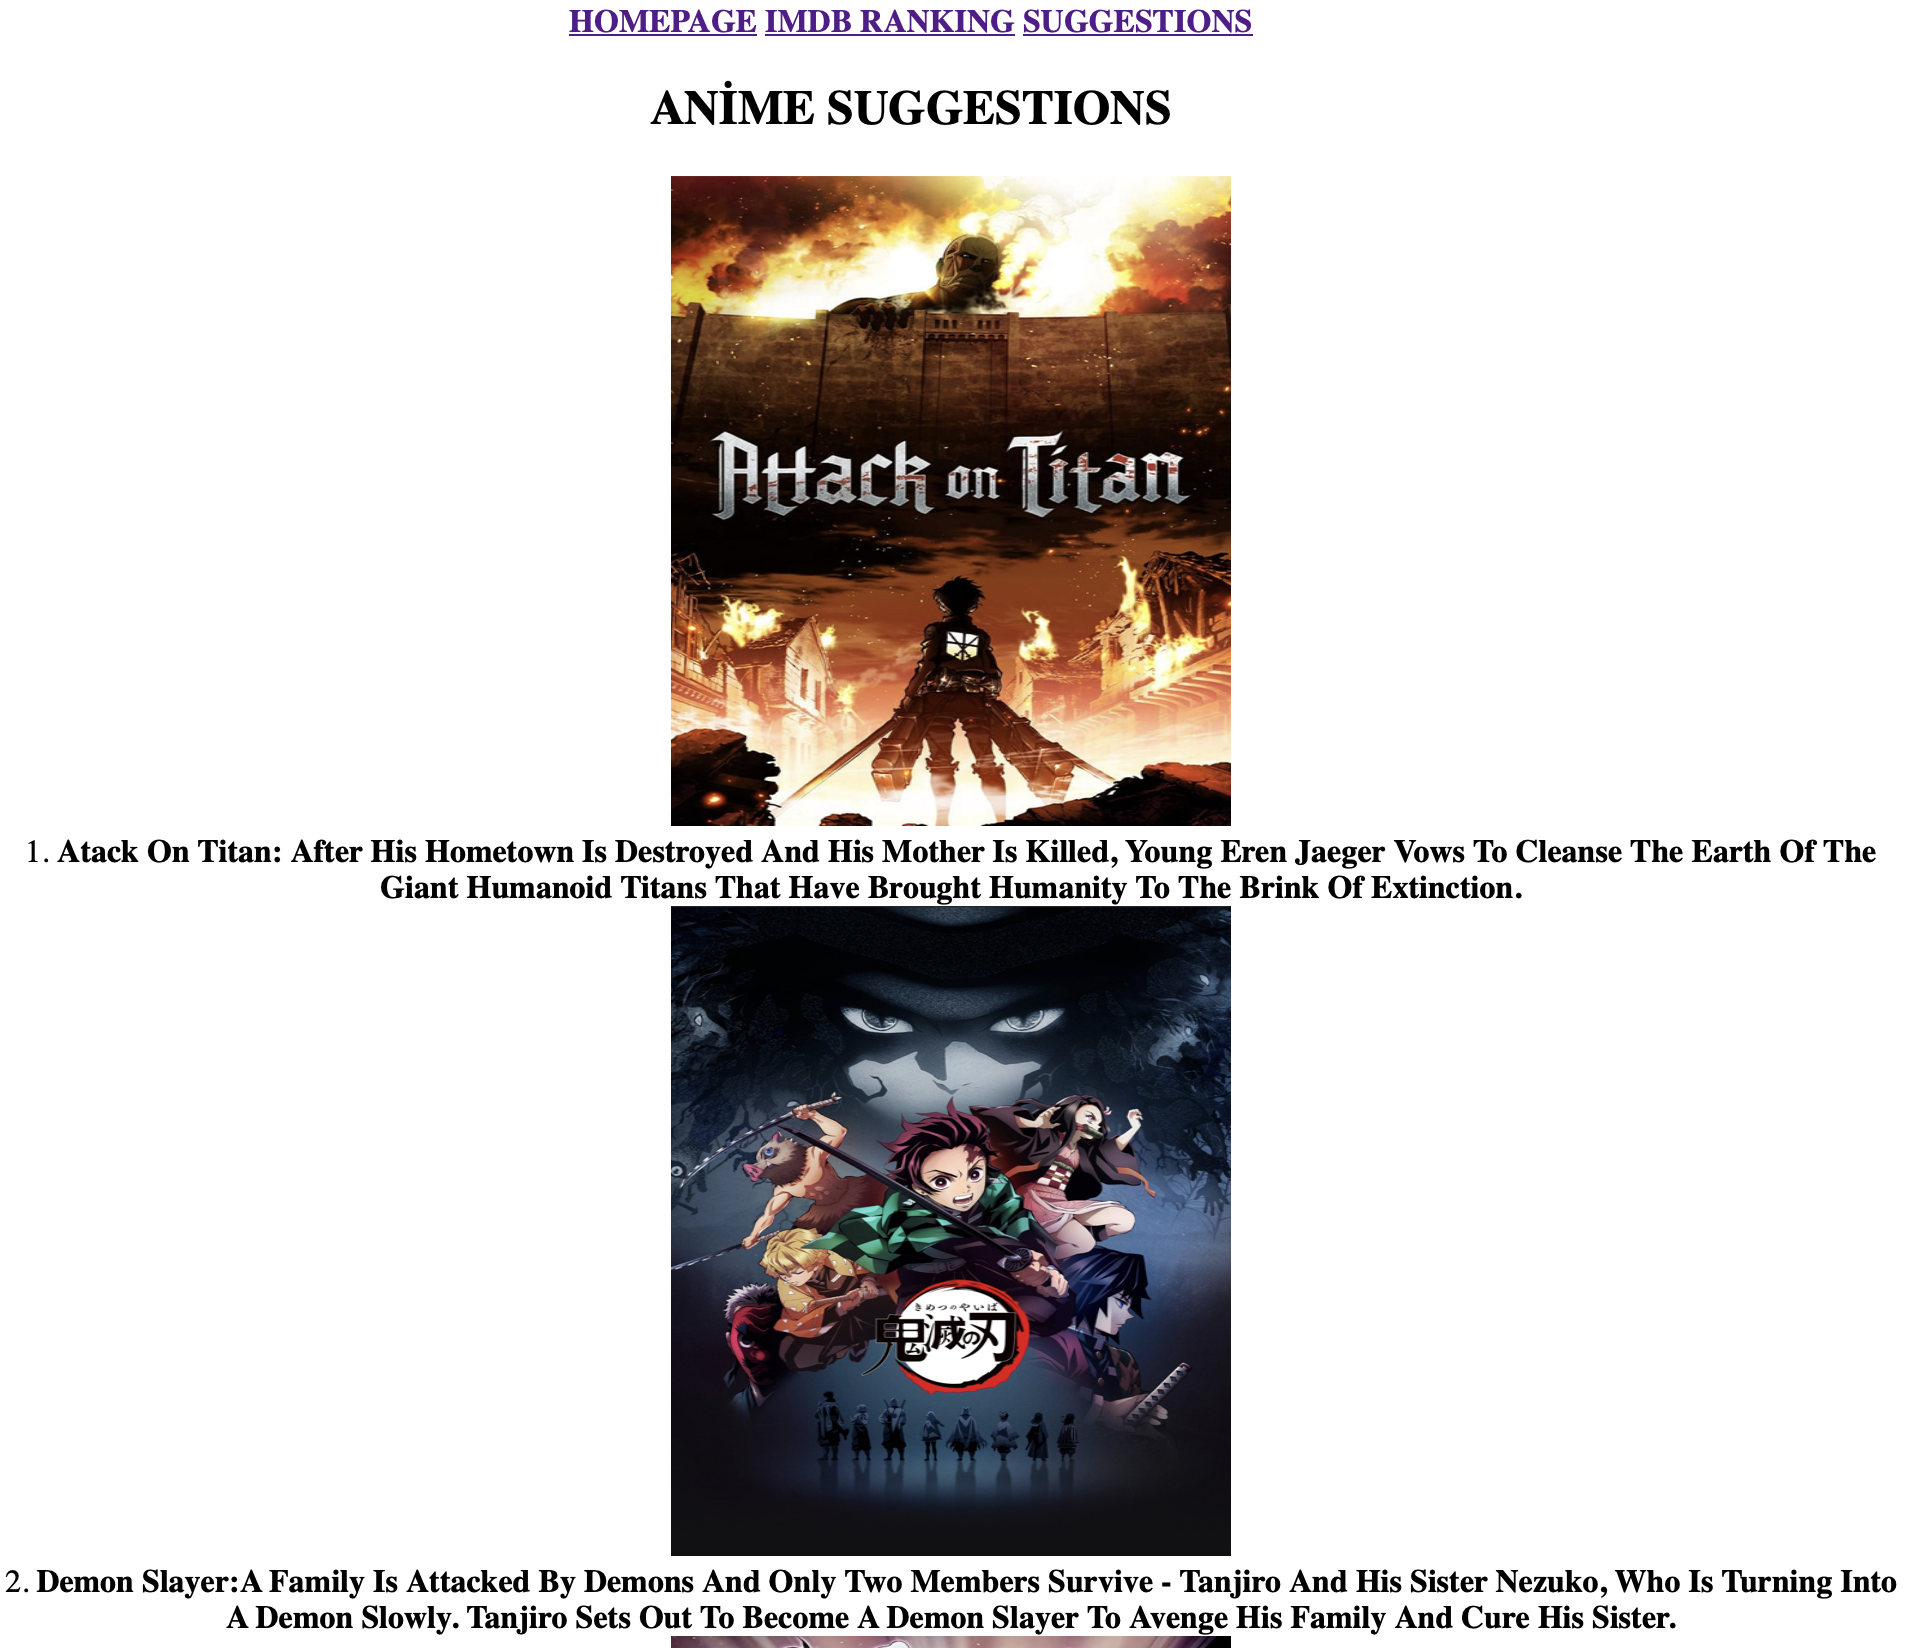 HOMEPAGE IMDB RANKING SUGGESTIONS
ANİME SUGGESTIONS
Attack on Titan
1. Atack On Titan: After His Hometown Is Destroyed And His Mother Is Killed, Young Eren Jaeger Vows To Cleanse The Earth Of The
Giant Humanoid Titans That Have Brought Humanity To The Brink Of Extinction.
きめつのやいば
鬼滅の刃
2. Demon Slayer:A Family Is Attacked By Demons And Only Two Members Survive - Tanjiro And His Sister Nezuko, Who Is Turning Into
A Demon Slowly. Tanjiro Sets Out To Become A Demon Slayer To Avenge His Family And Cure His Sister.